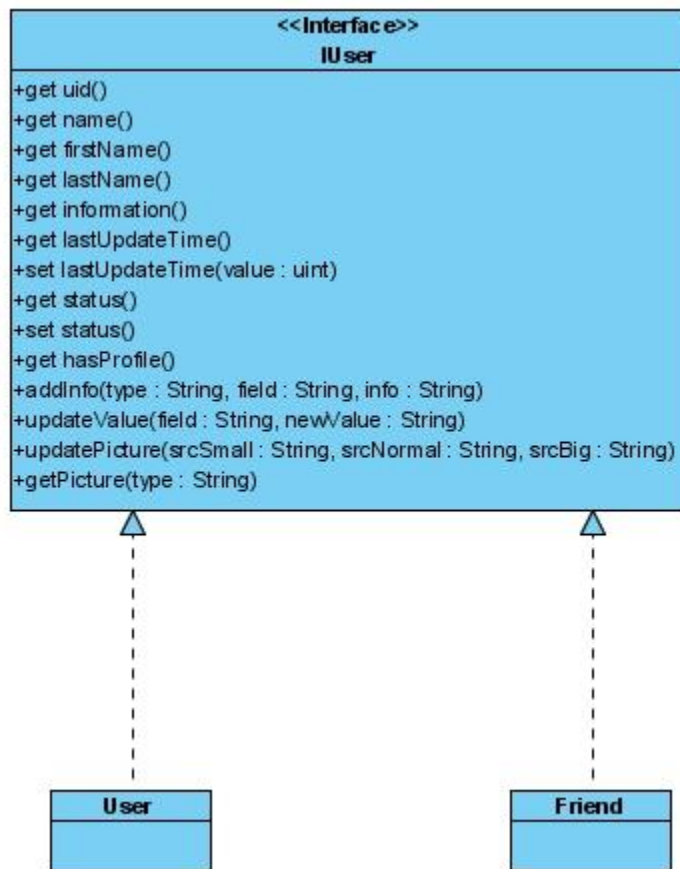 <<Interface>>
IUser
+get uid()
+get name()
+get firstName()
+get lastName()
+get information()
+get lastUpdateTime()
+set lastUpdateTime(value : uint)
+get status()
+set status()
+get hasProfile()
+addInfo(type : String, field : String, info : String)
+updateValue(field : String, newValue : String)
+updatePicture(srcSmall : String, srcNormal : String, srcBig : String)
+getPicture(type : String)
User
Friend